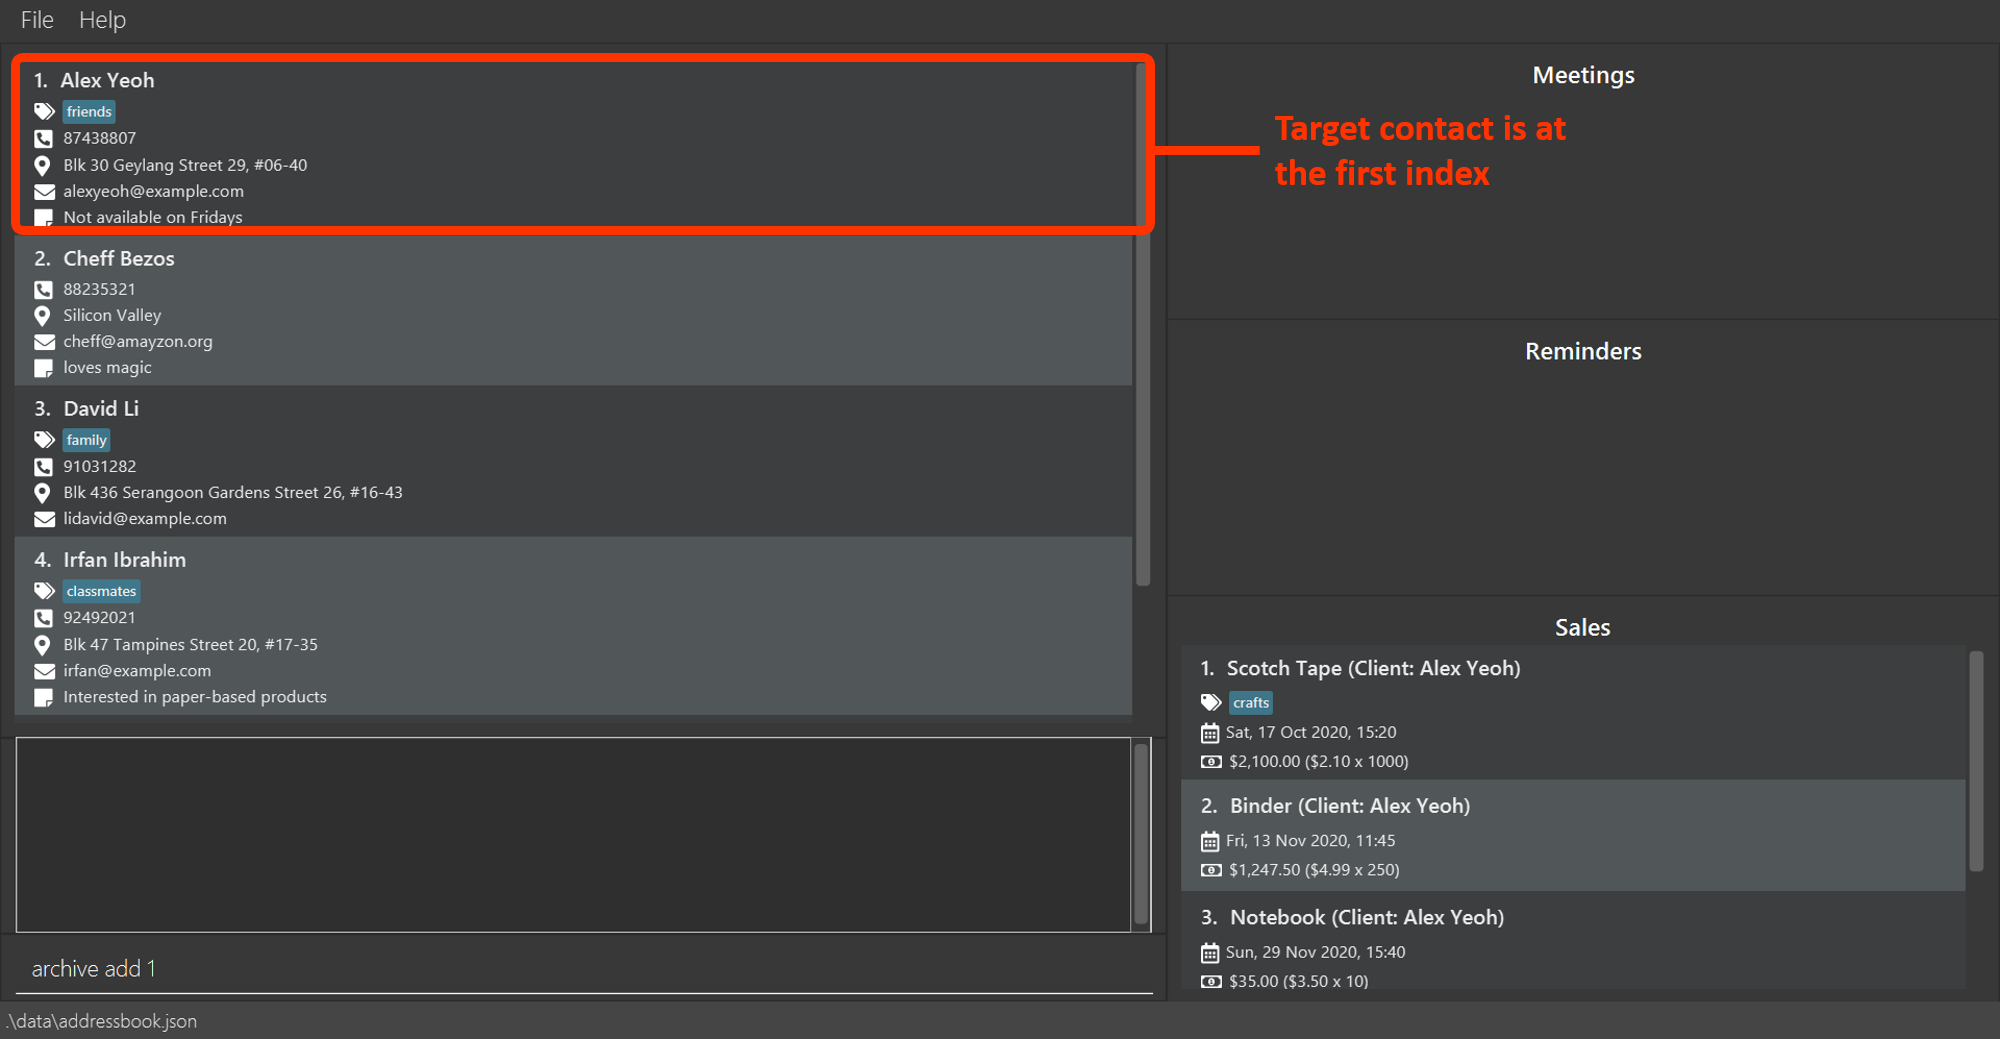 File Help
1. Alex Yeoh
friends
87438807
Blk 30 Geylang Street 29, #06-40
alexyeoh@example.com
Not available on Fridays
2. Cheff Bezos
88235321
Silicon Valley
cheff@amayzon.org
loves magic
3. David Li
family
91031282
Blk 436 Serangoon Gardens Street 26, #16-43
lidavid@example.com
4. Irfan Ibrahim
classmates
92492021
Blk 47 Tampines Street 20, #17-35
irfan@example.com
Interested in paper-based products
archive add 1
Meetings
Target contact is at
the first index
Reminders
Sales
1. Scotch Tape (Client: Alex Yeoh)
crafts
Sat, 17 Oct 2020, 15:20
$2,100.00 ($2.10 x 1000)
2. Binder (Client: Alex Yeoh)
Fri, 13 Nov 2020, 11:45
$1,247.50 ($4.99 x 250)
3. Notebook (Client: Alex Yeoh)
Sun, 29 Nov 2020, 15:40
$35.00 ($3.50 x 10)
.\data\addressbook.json